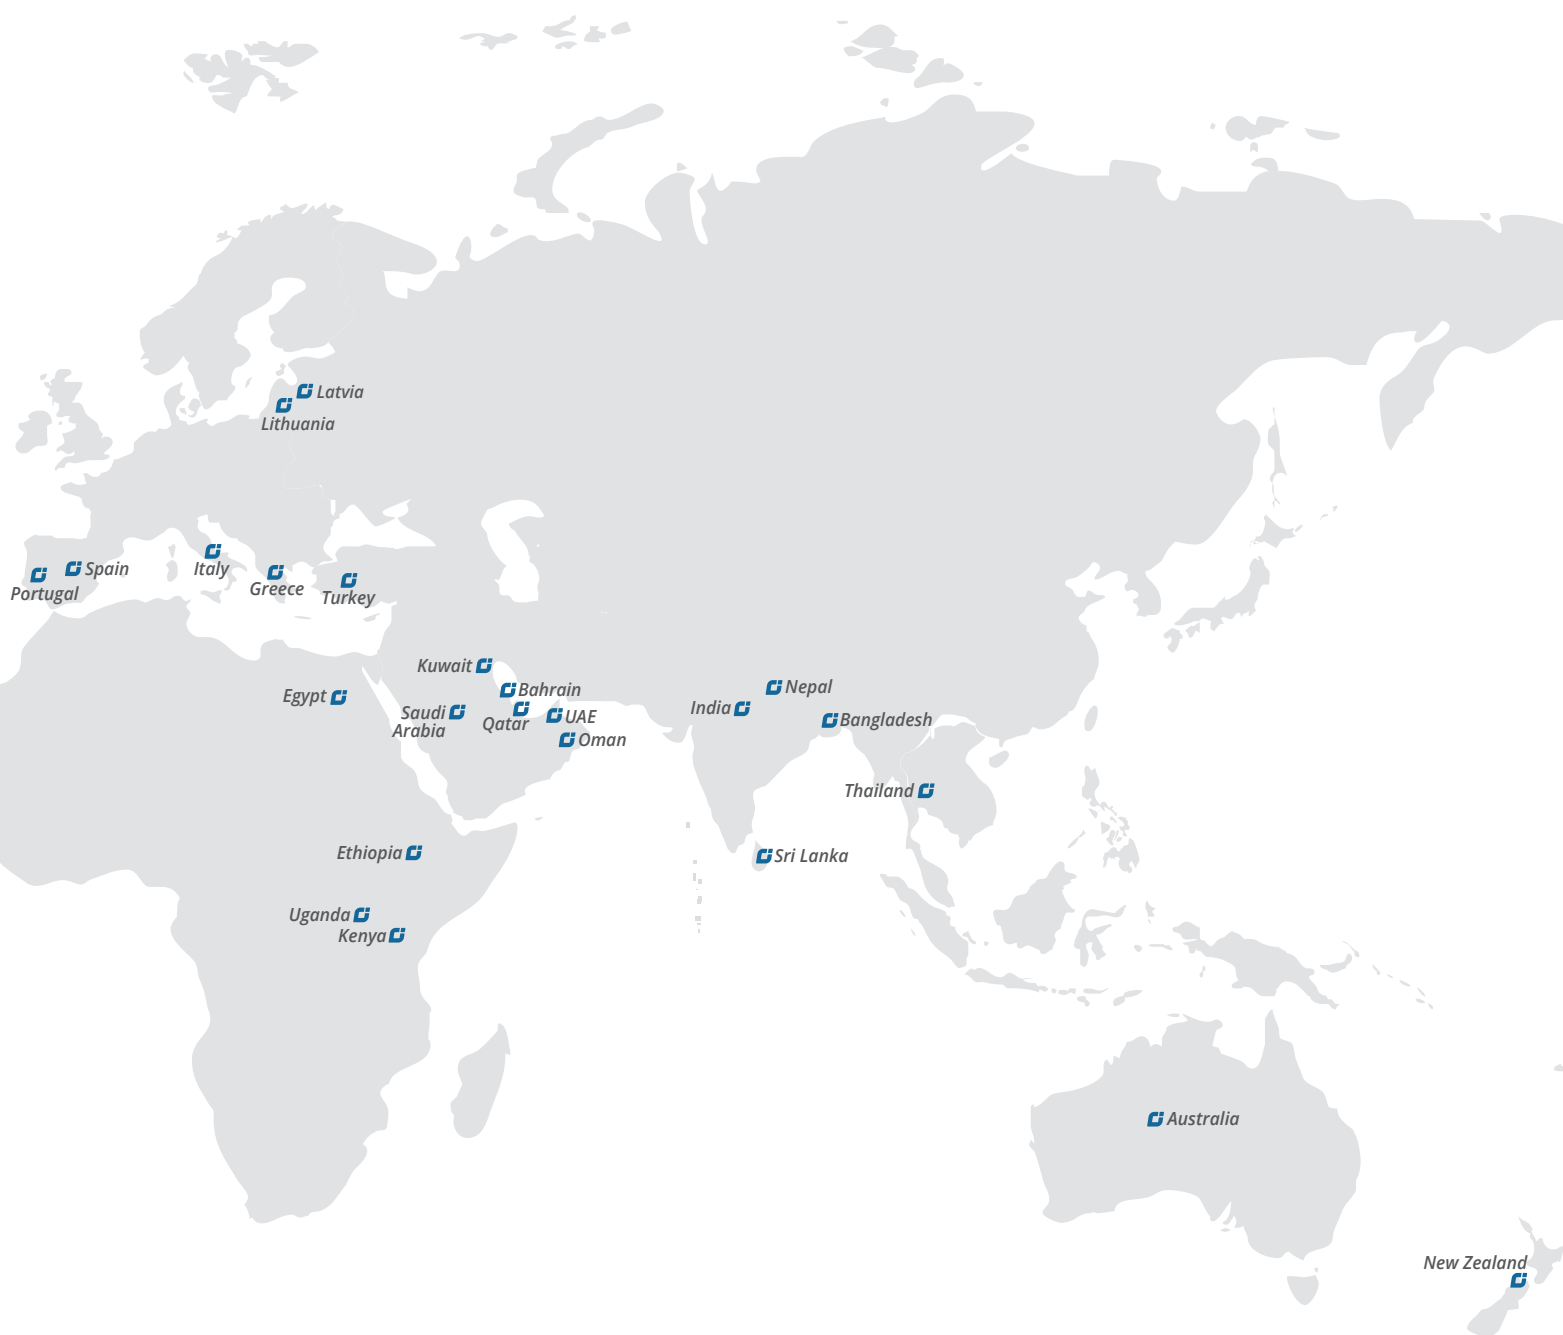 Latvia
Lithuania
Spain
Portugal
Italy
Greece
Turkey
Kuwait
Egypt
Bahrain
Saudi
Arabia
Qatar
UAE
Oman
Nepal
India
Bangladesh
Thailand
Ethiopia
Sri Lanka
Uganda
Kenya
Australia
New Zealand